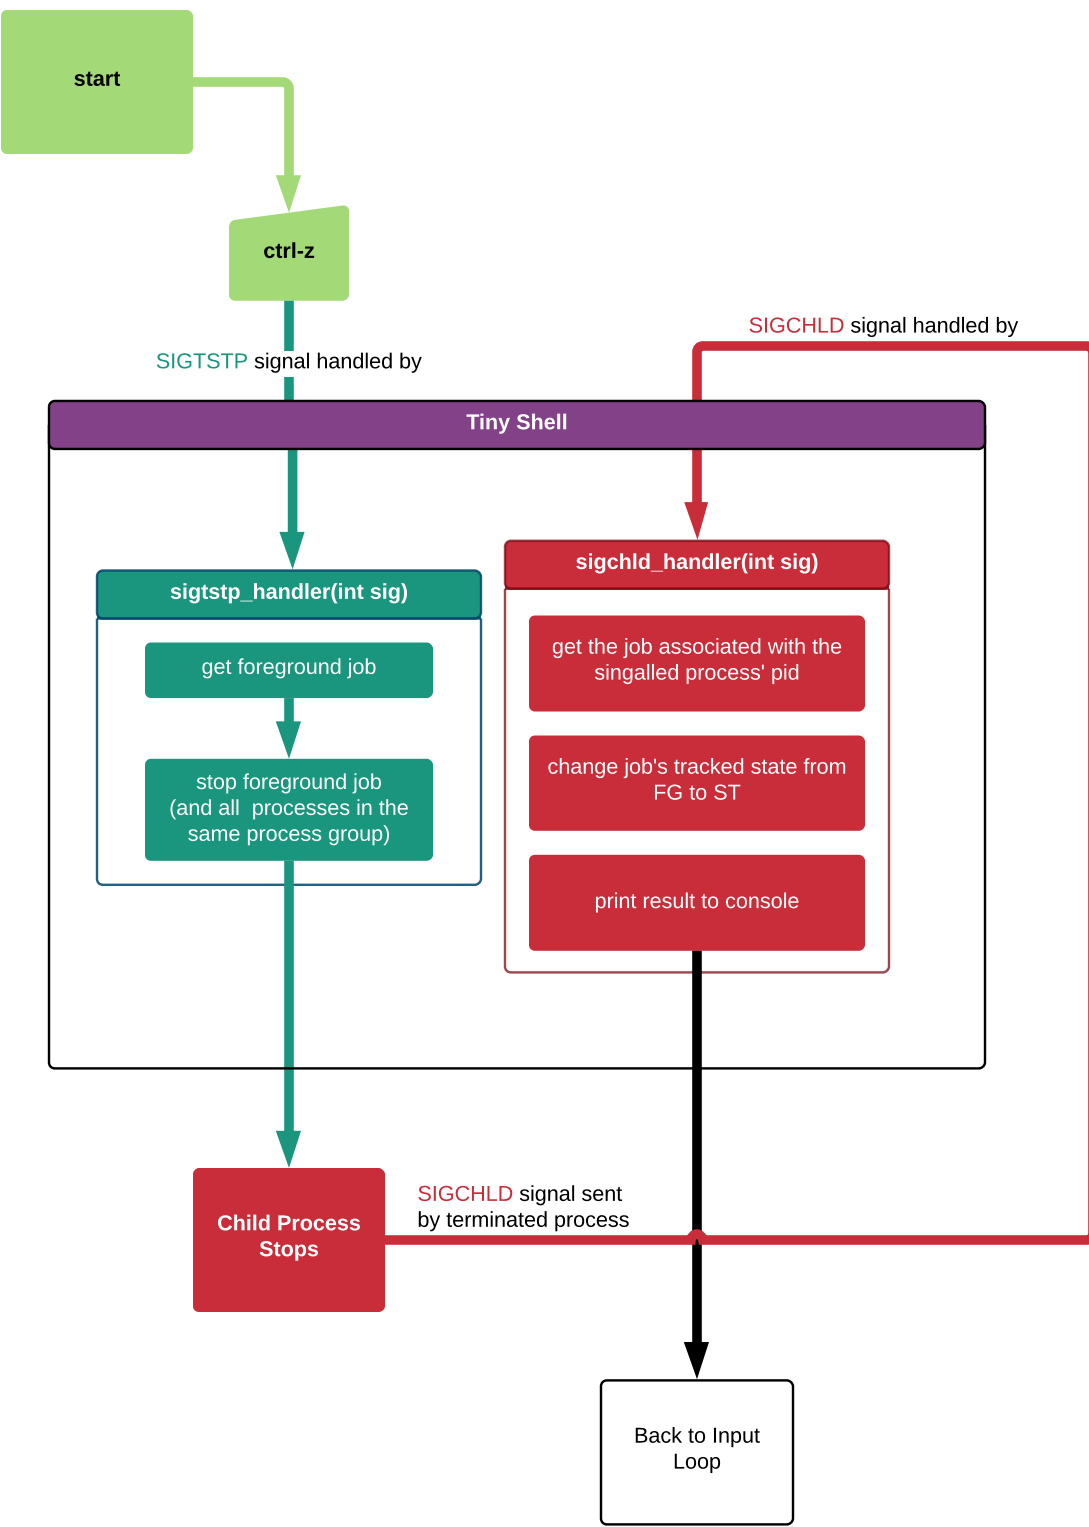 start
ctrl-z
SIGTSTP signal handled by
SIGCHLD signal handled by
Tiny Shell
sigtstp_handler(int sig)
get foreground job
stop foreground job
(and all  processes in the
same process group)
sigchld_handler(int sig)
get the job associated with the
singalled process' pid
change job's tracked state from
FG to ST
print result to console
Child Process
Stops
SIGCHLD signal sent
by terminated process
Back to Input
Loop